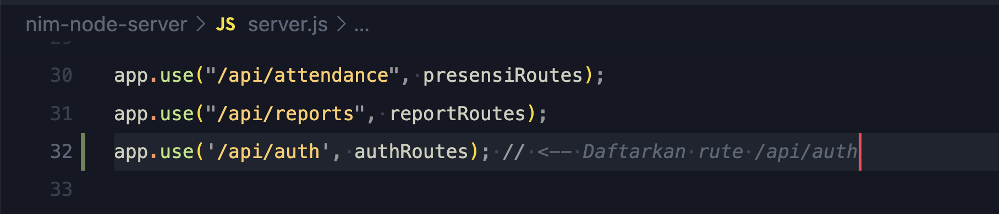 nim-node-server > JS server.js > ...
30 app.use("/api/attendance", presensiRoutes);
31 app.use("/api/reports", reportRoutes);
32 app.use('/api/auth', authRoutes); // <-- Daftarkan rute /api/auth
33